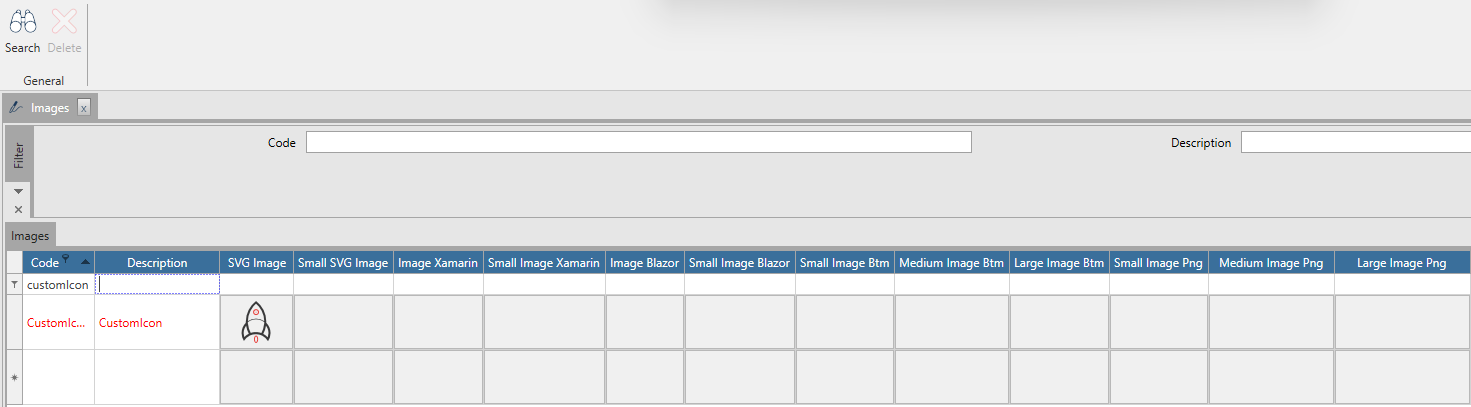 Search Delete
General
Images x
Filter
Code
Description
Images
Code Description SVG Image Small SVG Image Image Xamarin Small Image Xamarin Image Blazor Small Image Blazor Small Image Btm Medium Image Btm Large Image Btm Small Image Png Medium Image Png Large Image Png
customIcon
CustomIc... CustomIcon